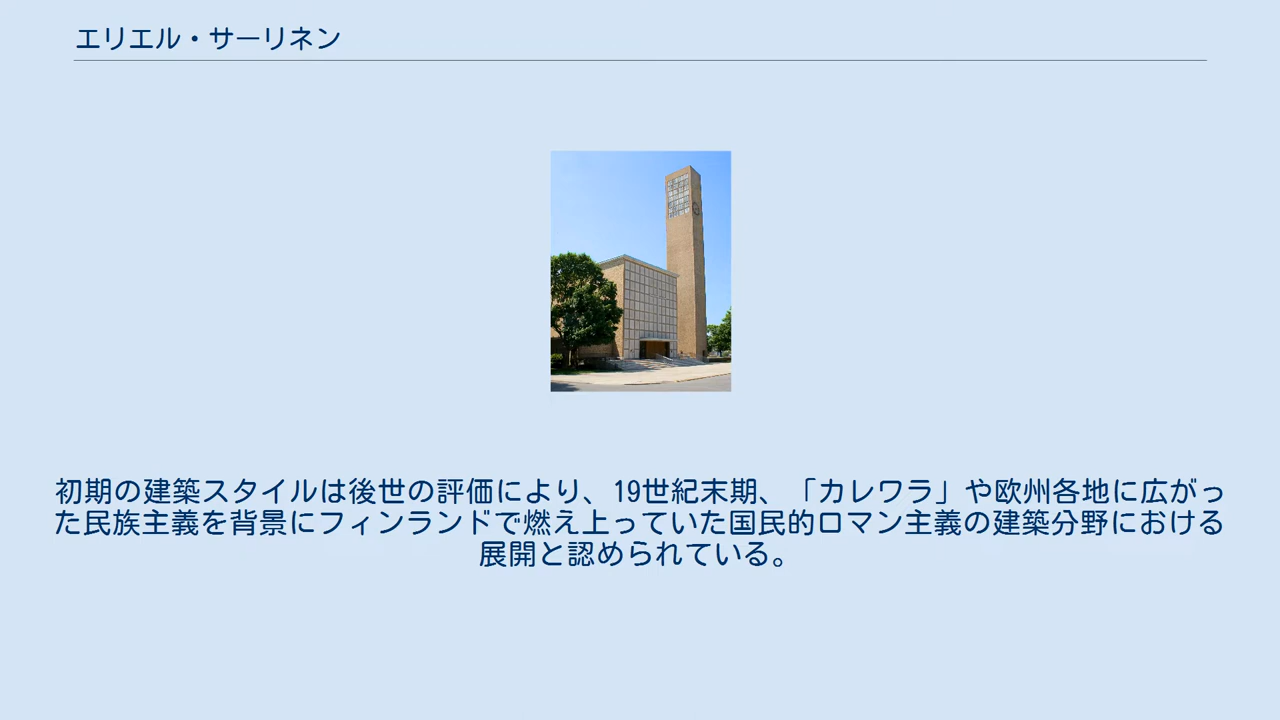 エリエル・サーリネン
初期の建築スタイルは後世の評価により、19世紀末期、「カレワラ」や欧州各地に広がっ
た民族主義を背景にフィンランドで燃え上っていた国民的ロマン主義の建築分野における
展開と認められている。